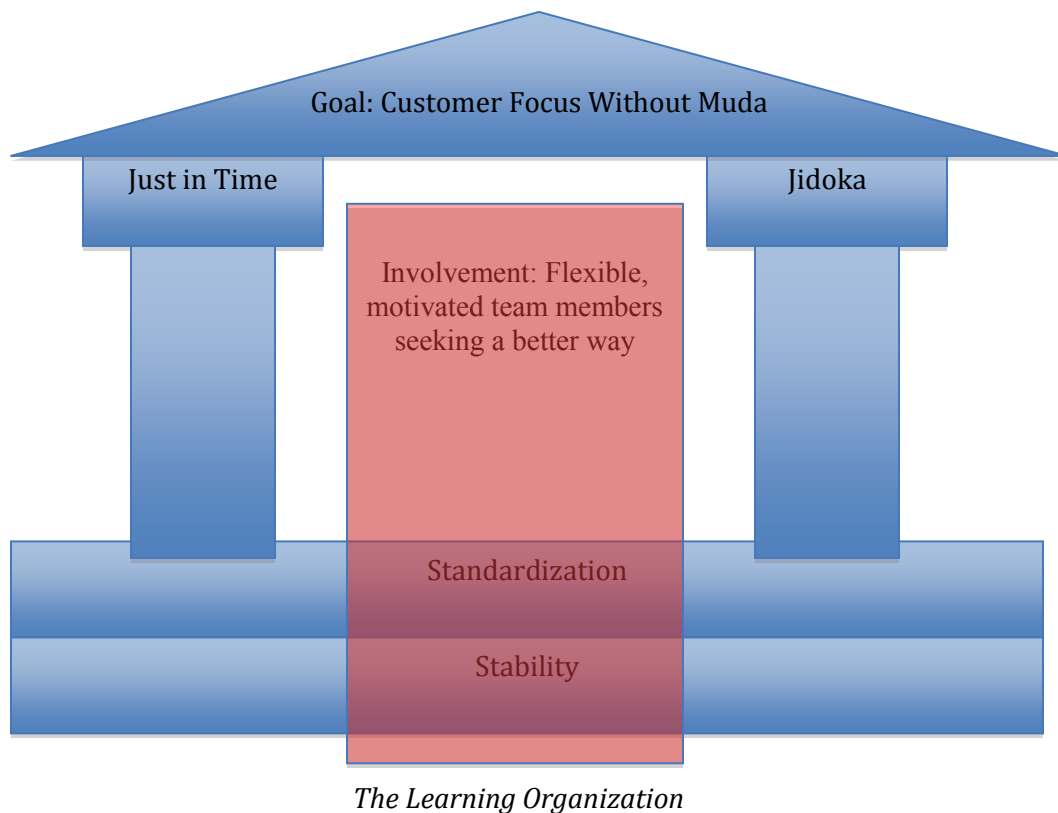 Goal: Customer Focus Without Muda
Just in Time
Jidoka
Involvement: Flexible,
motivated team members
seeking a better way
Standardization
Stability
The Learning Organization